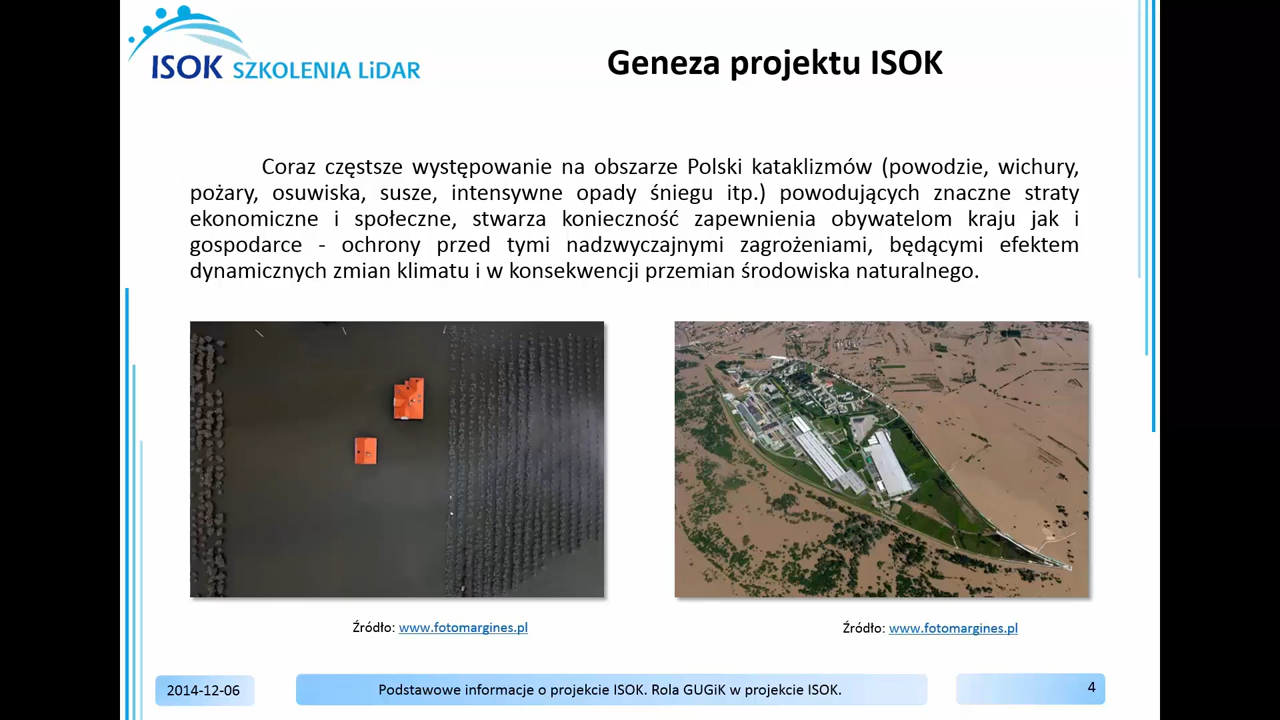 ISOK SZKOLENIA LiDAR
Geneza projektu ISOK
Coraz częstsze występowanie na obszarze Polski kataklizmów (powodzie, wichury,
pożary, osuwiska, susze, intensywne opady śniegu itp.) powodujących znaczne straty
ekonomiczne i społeczne, stwarza konieczność zapewnienia obywatelom kraju jak i
gospodarce - ochrony przed tymi nadzwyczajnymi zagrożeniami, będącymi efektem
dynamicznych zmian klimatu i w konsekwencji przemian środowiska naturalnego.
Źródło: www.fotomargines.pl
Źródło: www.fotomargines.pl
2014-12-06
Podstawowe informacje o projekcie ISOK. Rola GUGiK w projekcie ISOK.
4